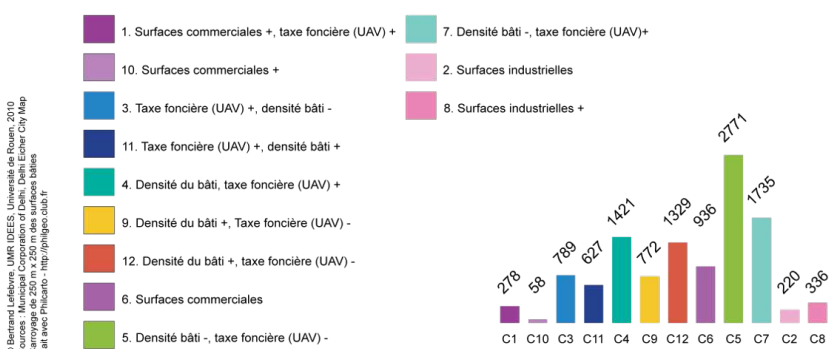 1. Surfaces commerciales +, taxe foncière (UAV) +
10. Surfaces commerciales +
3. Taxe foncière (UAV) +, densité bâti -
11. Taxe foncière (UAV) +, densité bâti +
4. Densité du bâti, taxe foncière (UAV) +
9. Densité du bâti +, Taxe foncière (UAV) -
12. Densité du bâti +, taxe foncière (UAV) -
6. Surfaces commerciales
5. Densité bâti -, taxe foncière (UAV) -
7. Densité bâti -, taxe foncière (UAV)+
2. Surfaces industrielles
8. Surfaces industrielles +
278
58
789
627
1421
772
1329
936
2771
1735
220
336
C1 C10 C3 C11 C4 C9 C12 C6 C5 C7 C2 C8
Bertrand Lefebvre, UMR IDEES, Université de Rouen, 2010
ources : Municipal Corporation of Delhi, Delhi Eicher City Map
arroyage de 250 m x 250 m des surfaces bâties
ait avec Philcarto - http://philgeo.club.fr